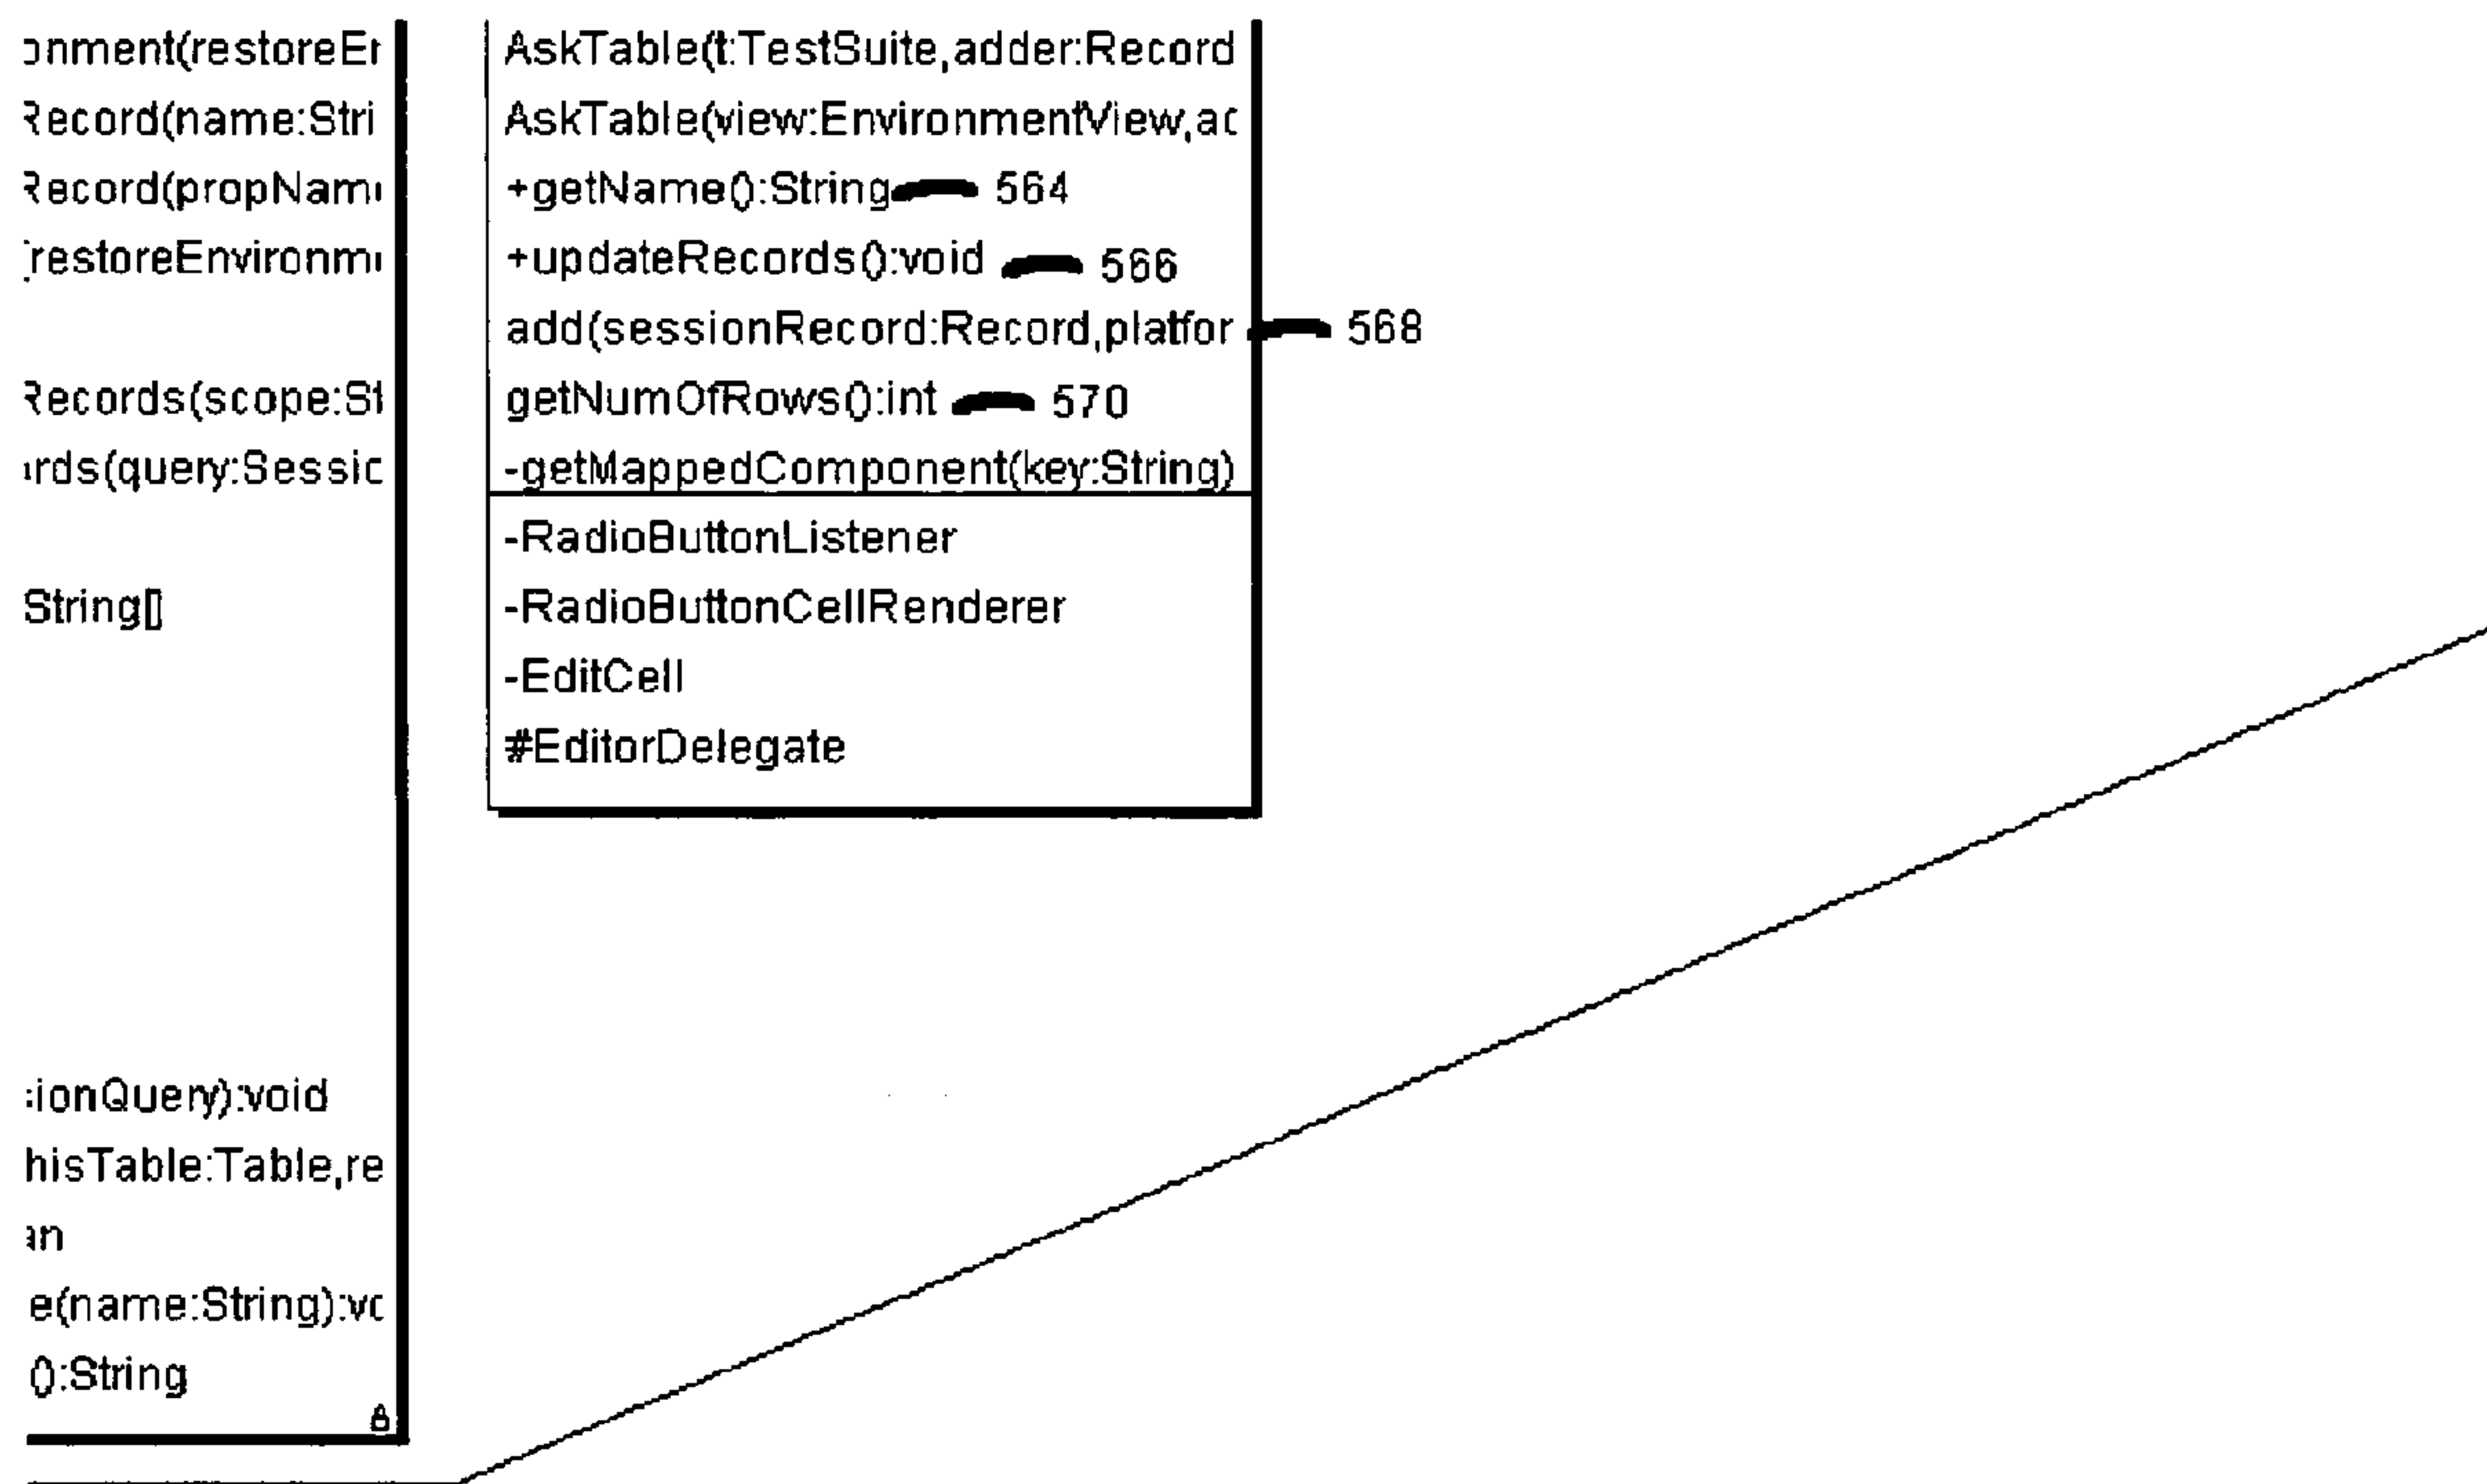 onment(restoreEr
Record(name:Stri
Record(propNam
restoreEnvironm
Records(scope:St
rds(query:Sessic
String[]
ionQuery):void
hisTable:Table,re
an
e(name:String):vc
():String
AskTable(t:TestSuite,adder:Record
AskTable(view:EnvironmentView,ac
+getName():String 564
+updateRecords():void 566
add(sessionRecord:Record,platfor 568
getNumOfRows():int 570
-getMappedComponent(key:String)
-RadioButtonListener
-RadioButtonCellRenderer
-EditCell
#EditorDelegate